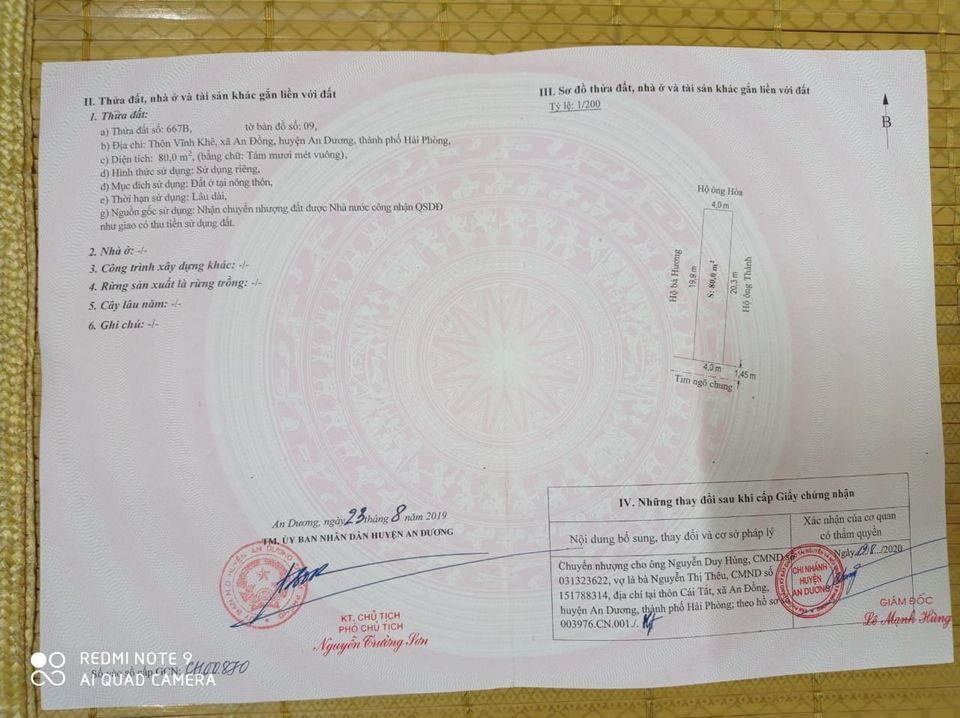 II. Thửa đất, nhà ở và tài sản khác gắn liền với đất
1. Thửa đất:
a) Thửa đất số: 667B, tờ bản đồ số: 09,
b) Địa chỉ: Thôn Vĩnh Khê, xã An Đồng, huyện An Dương, thành phố Hải Phòng,
c) Diện tích: 80,0 m², (bằng chữ: Tám mươi mét vuông),
d) Hình thức sử dụng: Sử dụng riêng,
đ) Mục đích sử dụng: Đất ở tại nông thôn,
e) Thời hạn sử dụng: Lâu dài,
g) Nguồn gốc sử dụng: Nhận chuyển nhượng đất được Nhà nước công nhận QSDĐ
như giao có thu tiền sử dụng đất.
2. Nhà ở: -/-
3. Công trình xây dựng khác: -/-
4. Rừng sản xuất là rừng trồng: -/-
5. Cây lâu năm: -/-
6. Ghi chú: -/-
An Dương, ngày 23 tháng 8 năm 2019
TM. ỦY BAN NHÂN DÂN HUYỆN AN DƯƠNG
KT. CHỦ TỊCH
PHÓ CHỦ TỊCH
Nguyễn Trường Sơn
Số vào sổ cấp GCN: CH00870
III. Sơ đồ thửa đất, nhà ở và tài sản khác gắn liền với đất
Tỷ lệ: 1/200
B
Hộ ông Hòa
4,0 m
Hộ bà Hương
19,9 m
S: 80,0 m²
20,3 m
Hộ ông Thành
4,0 m
1,45 m
Tim ngõ chung
IV. Những thay đổi sau khi cấp Giấy chứng nhận
Nội dung bổ sung, thay đổi và cơ sở pháp lý
Xác nhận của cơ quan
có thẩm quyền
Chuyển nhượng cho ông Nguyễn Duy Hùng, CMND số
031323622, vợ là bà Nguyễn Thị Thêu, CMND số
151788314, địa chỉ tại thôn Cái Tắt, xã An Đồng,
huyện An Dương, thành phố Hải Phòng; theo hồ sơ
003976.CN.001./.
Ngày 29/8/2020
CHI NHÁNH
HUYỆN
AN DƯƠNG
GIÁM ĐỐC
Lê Mạnh Hùng
REDMI NOTE 9
AI QUAD CAMERA